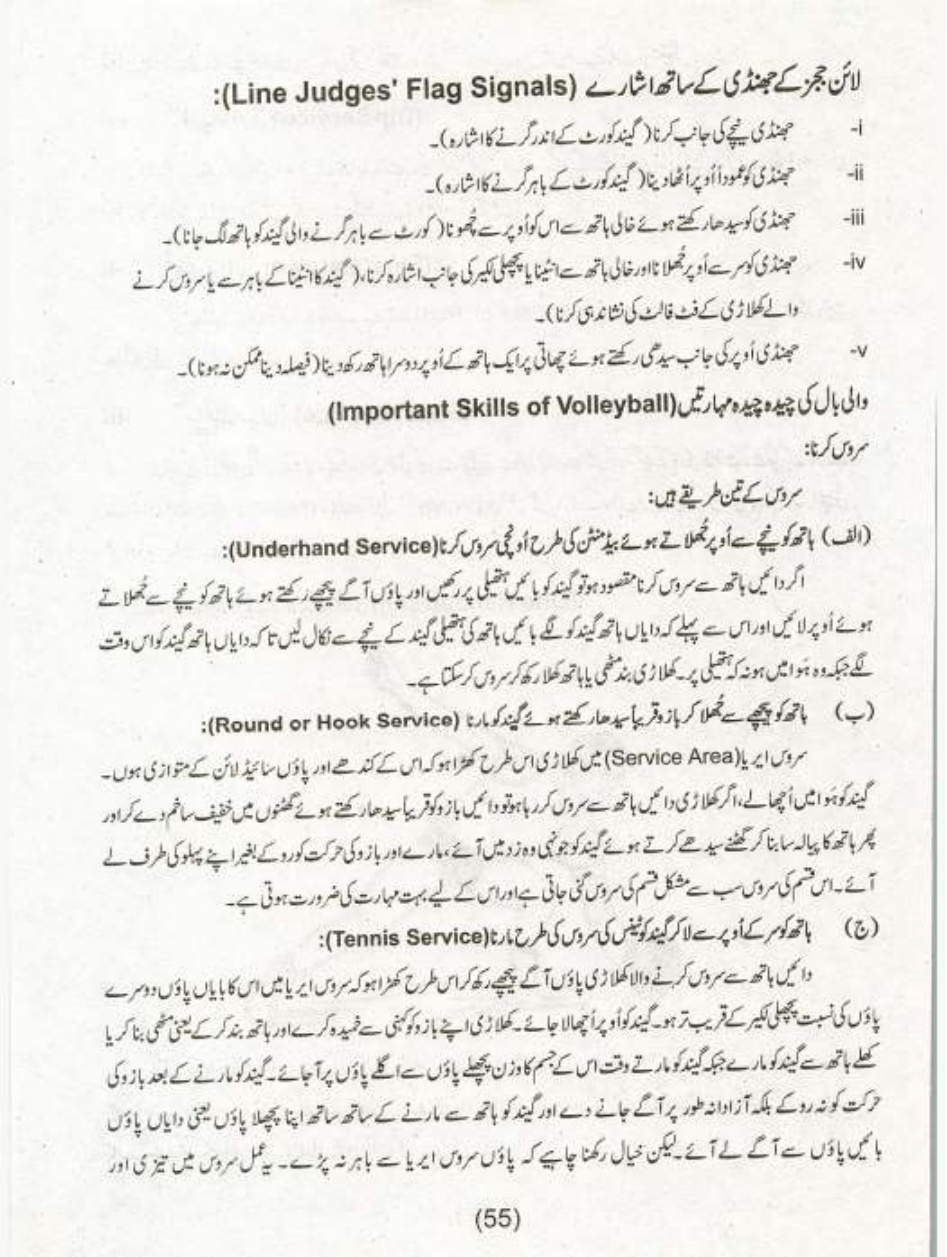 لائن ججز کے جھنڈی کے ساتھ اشارے (Line Judges' Flag Signals):
i- جھنڈی نیچے کی جانب کرنا (گیند کورٹ کے اندر گرنے کا اشارہ)۔
ii- جھنڈی کو عموداً اُوپر اُٹھا دینا (گیند کورٹ کے باہر گرنے کا اشارہ)۔
iii- جھنڈی کو سیدھا رکھتے ہوئے خالی ہاتھ سے اس کو اُوپر سے چُھونا (کورٹ سے باہر گرنے والی گیند کو ہاتھ لگ جانا)۔
iv- جھنڈی کو سر سے اُوپر جُھلانا اور خالی ہاتھ سے انٹینا یا پچھلی لکیر کی جانب اشارہ کرنا، (گیند کا انٹینا کے باہر سے یا سروس کرنے
والے کھلاڑی کے فٹ فالٹ کی نشاندہی کرنا)۔
v- جھنڈی اُوپر کی جانب سیدھی رکھتے ہوئے چھاتی پر ایک ہاتھ کے اُوپر دوسرا ہاتھ رکھ دینا (فیصلہ دینا ممکن نہ ہونا)۔
والی بال کی چیدہ چیدہ مہارتیں (Important Skills of Volleyball)
سروس کرنا:
سروس کے تین طریقے ہیں:
(الف) ہاتھ کو نیچے سے اُوپر جُھلاتے ہوئے بیڈمنٹن کی طرح اُونچی سروس کرنا (Underhand Service):
اگر دائیں ہاتھ سے سروس کرنا مقصود ہو تو گیند کو بائیں ہتھیلی پر رکھیں اور پاؤں آگے پیچھے رکھتے ہوئے ہاتھ کو نیچے سے جُھلاتے
ہوئے اُوپر لائیں اور اس سے پہلے کہ دایاں ہاتھ گیند کو لگے بائیں ہاتھ کی ہتھیلی گیند کے نیچے سے نکال لیں تاکہ دایاں ہاتھ گیند کو اس وقت
لگے جبکہ وہ ہَوا میں ہو نہ کہ ہتھیلی پر۔ کھلاڑی بند مٹھی یا ہاتھ کھلا رکھ کر سروس کر سکتا ہے۔
(ب) ہاتھ کو پیچھے سے جُھلا کر بازو قریباً سیدھا رکھتے ہوئے گیند کو مارنا (Round or Hook Service):
سروس ایریا (Service Area) میں کھلاڑی اس طرح کھڑا ہو کہ اس کے کندھے اور پاؤں سائیڈ لائن کے متوازی ہوں۔
گیند کو ہَوا میں اُچھالے، اگر کھلاڑی دائیں ہاتھ سے سروس کر رہا ہو تو دائیں بازو کو قریباً سیدھا رکھتے ہوئے گھٹنوں میں خفیف سا خم دے کر اور
پھر ہاتھ کا پیالہ سا بنا کر گھٹنے سیدھے کرتے ہوئے گیند کو جونہی وہ زد میں آئے، مارے اور بازو کی حرکت کو روکے بغیر اپنے پہلو کی طرف لے
آئے۔ اس قسم کی سروس سب سے مشکل قسم کی سروس گنی جاتی ہے اور اس کے لیے بہت مہارت کی ضرورت ہوتی ہے۔
(ج) ہاتھ کو سر کے اُوپر سے لا کر گیند کو ٹینس کی سروس کی طرح مارنا (Tennis Service):
دائیں ہاتھ سے سروس کرنے والا کھلاڑی پاؤں آگے پیچھے رکھ کر اس طرح کھڑا ہو کہ سروس ایریا میں اس کا بایاں پاؤں دوسرے
پاؤں کی نسبت پچھلی لکیر کے قریب تر ہو۔ گیند کو اُوپر اُچھالا جائے۔ کھلاڑی اپنے بازو کو کہنی سے خمیدہ کرے اور ہاتھ بند کر کے یعنی مٹھی بنا کر یا
کھلے ہاتھ سے گیند کو مارے جبکہ گیند کو مارتے وقت اس کے جسم کا وزن پچھلے پاؤں سے اگلے پاؤں پر آ جائے۔ گیند کو مارنے کے بعد بازو کی
حرکت کو نہ روکے بلکہ آزادانہ طور پر آگے جانے دے اور گیند کو ہاتھ سے مارنے کے ساتھ ساتھ اپنا پچھلا پاؤں یعنی دایاں پاؤں
بائیں پاؤں سے آگے لے آئے۔ لیکن خیال رکھنا چاہیے کہ پاؤں سروس ایریا سے باہر نہ پڑے۔ یہ عمل سروس میں تیزی اور
(55)